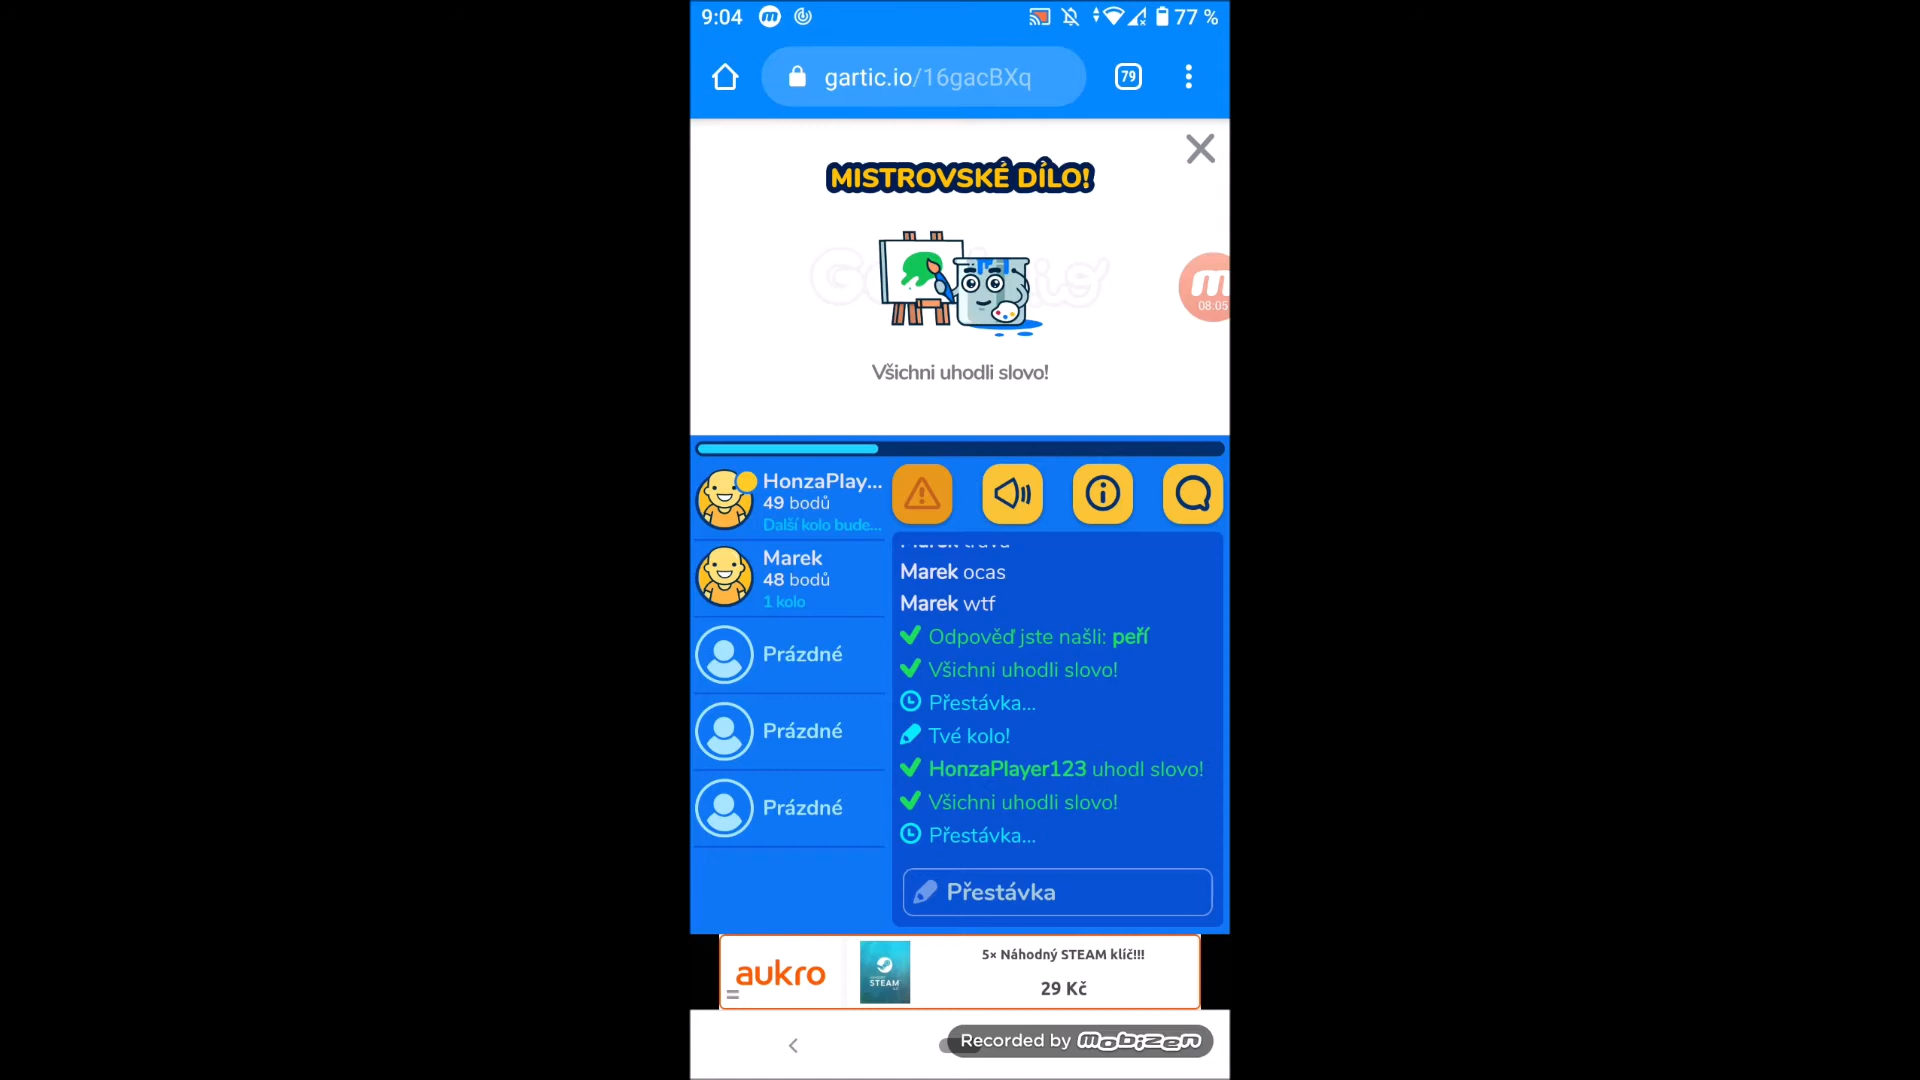 9:04
77 %
gartic.io/16gacBXq
79
MISTROVSKÉ DÍLO!
Všichni uhodli slovo!
08:05
HonzaPlay...
49 bodů
Další kolo bude...
Marek
48 bodů
1 kolo
Prázdné
Prázdné
Prázdné
Marek ocas
Marek wtf
Odpověď jste našli: peří
Všichni uhodli slovo!
Přestávka...
Tvé kolo!
HonzaPlayer123 uhodl slovo!
Všichni uhodli slovo!
Přestávka...
Přestávka
aukro
STEAM
5× Náhodný STEAM klíč!!!
29 Kč
Recorded by mobizen